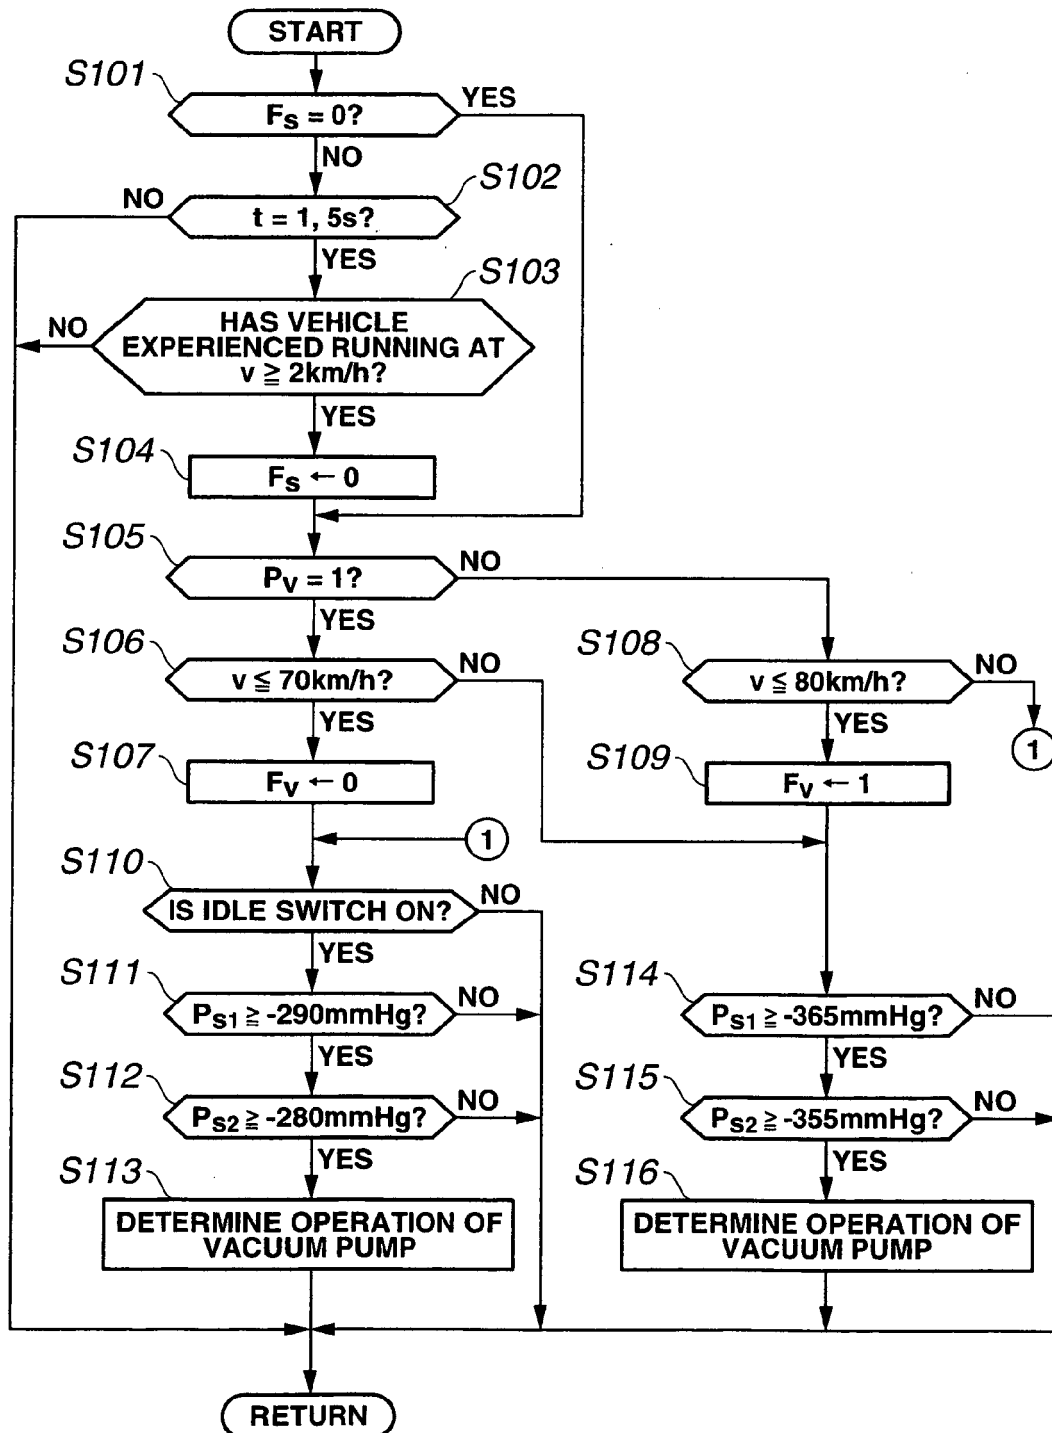 START
S101
Fs = 0?
YES
NO
S102
NO
t = 1, 5s?
YES
S103
NO
HAS VEHICLE
EXPERIENCED RUNNING AT
v ≧ 2km/h?
YES
S104
Fs ← 0
S105
Pv = 1?
NO
YES
S106
v ≦ 70km/h?
NO
YES
S108
v ≦ 80km/h?
NO
YES
1
S107
Fv ← 0
S109
Fv ← 1
1
S110
IS IDLE SWITCH ON?
NO
YES
S111
Ps1 ≧ -290mmHg?
NO
YES
S114
Ps1 ≧ -365mmHg?
NO
YES
S112
Ps2 ≧ -280mmHg?
NO
YES
S115
Ps2 ≧ -355mmHg?
NO
YES
S113
DETERMINE OPERATION OF
VACUUM PUMP
S116
DETERMINE OPERATION OF
VACUUM PUMP
RETURN